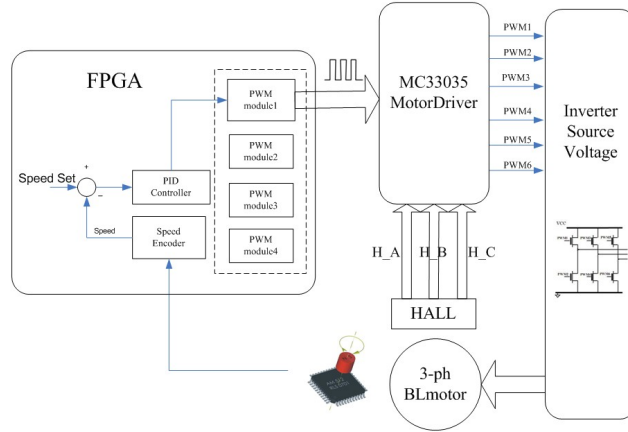 FPGA
Speed Set
+
−
PID
Controller
Speed
Speed
Encoder
PWM
module1
PWM
module2
PWM
module3
PWM
module4
MC33035
MotorDriver
H_A
H_B
H_C
HALL
3-ph
BLmotor
PWM1
PWM2
PWM3
PWM4
PWM5
PWM6
Inverter
Source
Voltage
vcc